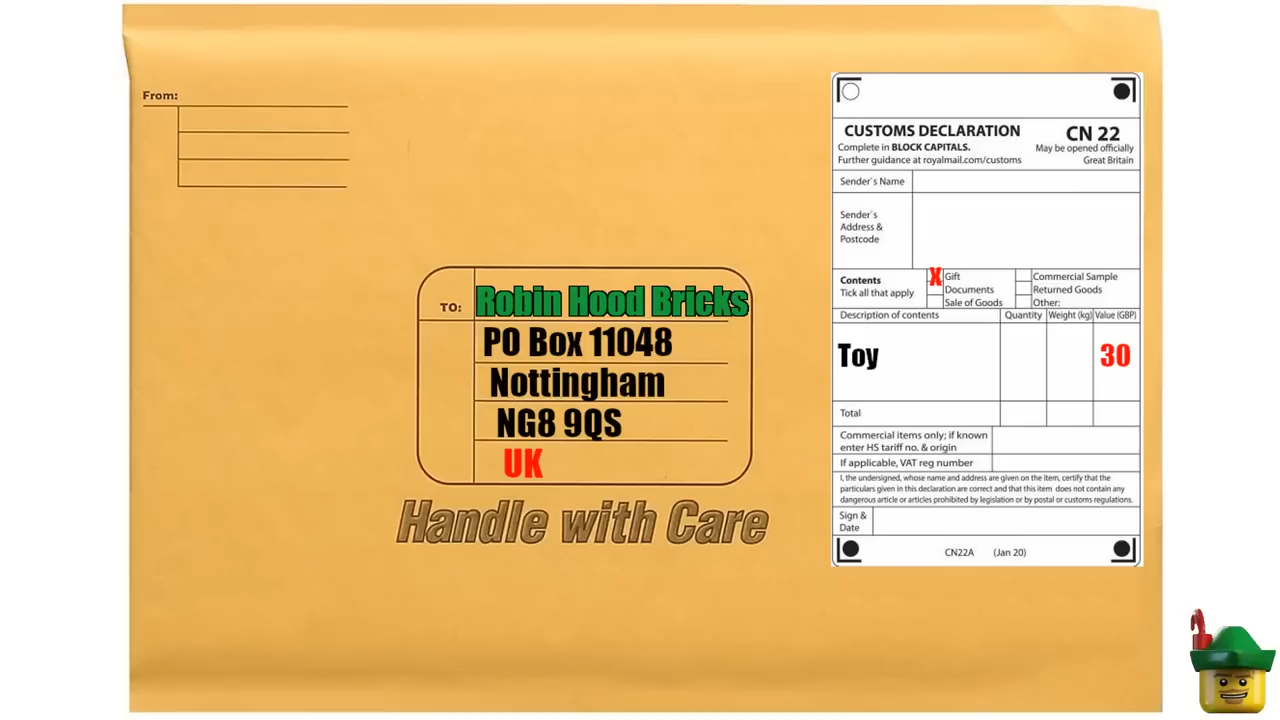 From:
TO: Robin Hood Bricks
PO Box 11048
Nottingham
NG8 9QS
UK
Handle with Care
CUSTOMS DECLARATION CN 22
Complete in BLOCK CAPITALS. May be opened officially
Further guidance at royalmail.com/customs Great Britain
Sender`s Name
Sender`s
Address &
Postcode
Contents X Gift Commercial Sample
Tick all that apply Documents Returned Goods
Sale of Goods Other:
Description of contents Quantity Weight (kg) Value (GBP)
Toy 30
Total
Commercial items only; if known
enter HS tariff no. & origin
If applicable, VAT reg number
I, the undersigned, whose name and address are given on the item, certify that the
particulars given in this declaration are correct and that this item does not contain any
dangerous article or articles prohibited by legislation or by postal or customs regulations.
Sign &
Date
CN22A (Jan 20)